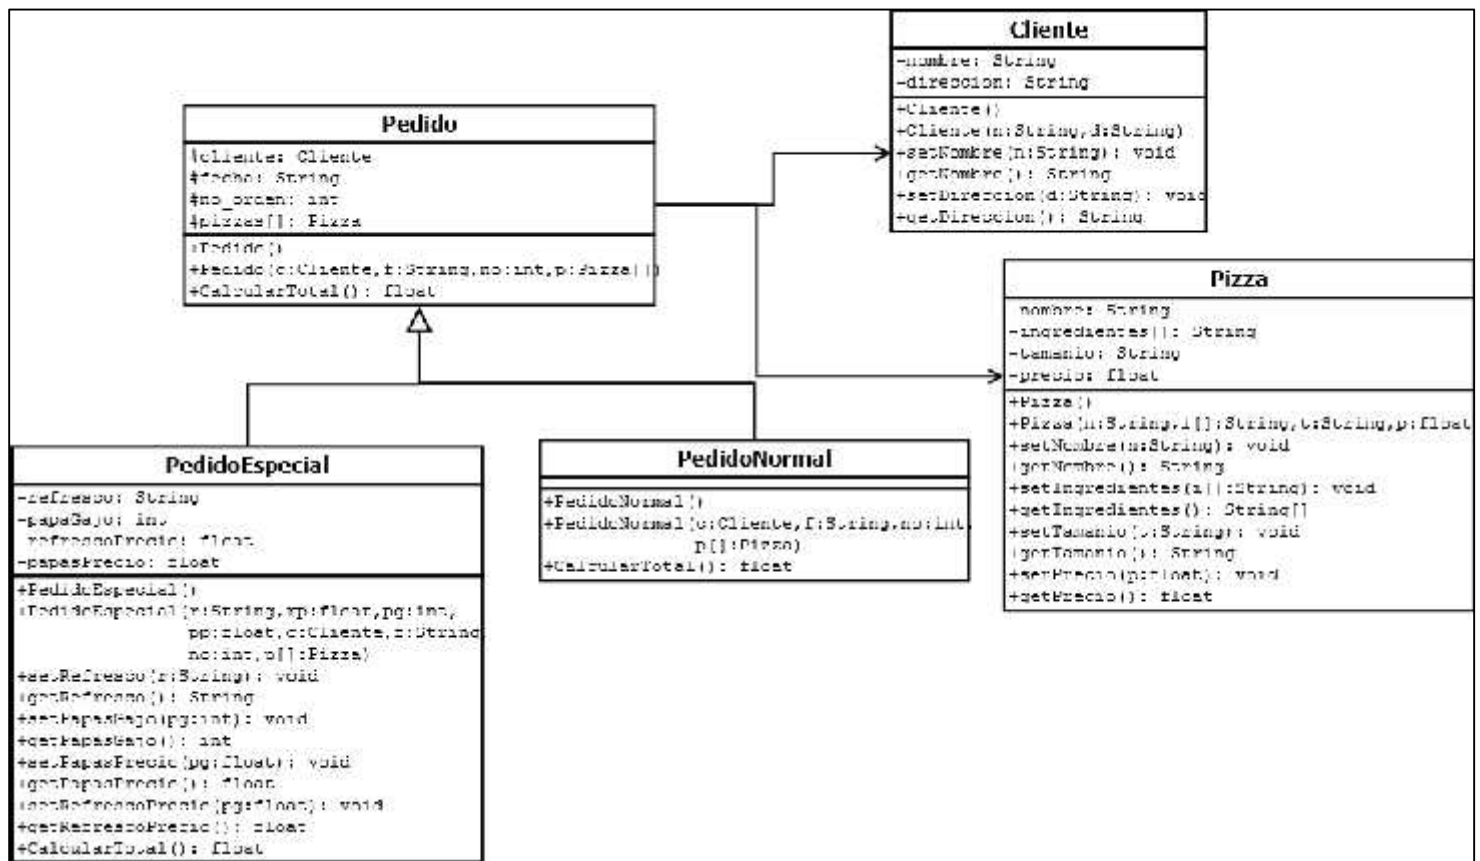 Cliente
-nombre: String
-direccion: String
+Cliente()
+Cliente(n:String,d:String)
+setNombre(n:String): void
+getNombre(): String
+setDireccion(d:String): void
+getDireccion(): String
Pedido
#cliente: Cliente
#fecha: String
#no_orden: int
#pizzas[]: Pizza
+Pedido()
+Pedido(c:Cliente,f:String,no:int,p:Pizza[])
+CalcularTotal(): float
Pizza
-nombre: String
-ingredientes[]: String
-tamanio: String
-precio: float
+Pizza()
+Pizza(n:String,i[]:String,t:String,p:float
+setNombre(n:String): void
+getNombre(): String
+setIngredientes(i[]:String): void
+getIngredientes(): String[]
+setTamanio(t:String): void
+getTamanio(): String
+setPrecio(p:float): void
+getPrecio(): float
PedidoEspecial
-refresco: String
-papaGajo: int
-refrescoPrecio: float
-papasPrecio: float
+PedidoEspecial()
+PedidoEspecial(r:String,rp:float,pg:int,
pp:float,c:Cliente,f:String,
no:int,p[]:Pizza)
+setRefresco(r:String): void
+getRefresco(): String
+setPapasGajo(pg:int): void
+getPapasGajo(): int
+setPapasPrecio(pg:float): void
+getPapasPrecio(): float
+setRefrescoPrecio(pg:float): void
+getRefrescoPrecio(): float
+CalcularTotal(): float
PedidoNormal
+PedidoNormal()
+PedidoNormal(c:Cliente,f:String,no:int,
p[]:Pizza)
+CalcularTotal(): float